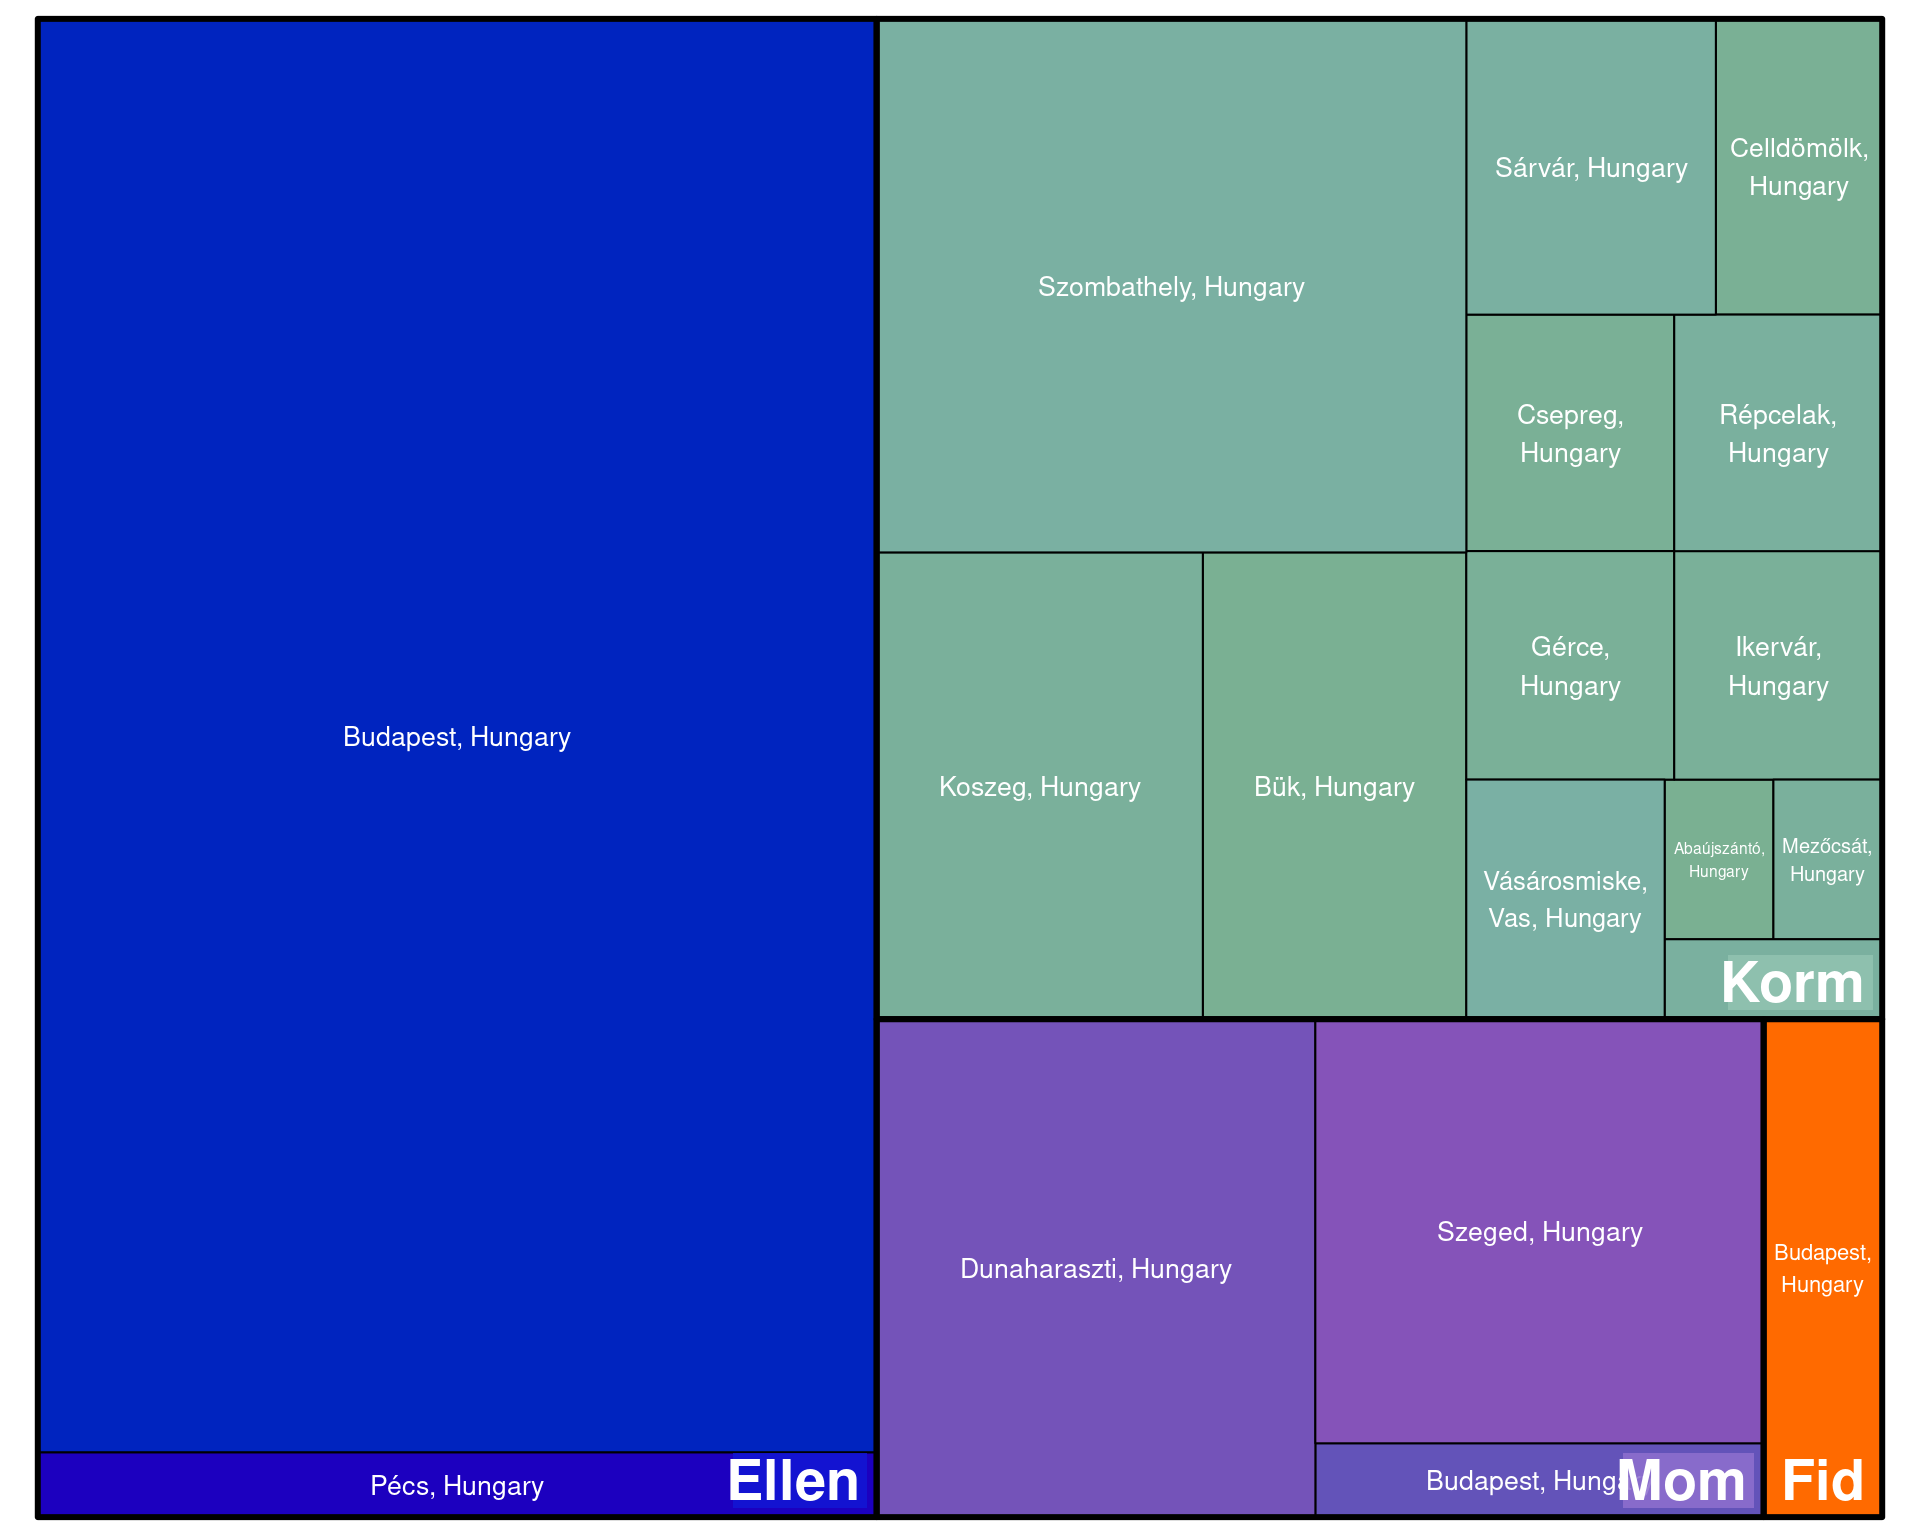 Budapest, Hungary
Pécs, Hungary
Ellen
Szombathely, Hungary
Sárvár, Hungary
Celldömölk,
Hungary
Csepreg,
Hungary
Répcelak,
Hungary
Koszeg, Hungary
Bük, Hungary
Gérce,
Hungary
Ikervár,
Hungary
Vásárosmiske,
Vas, Hungary
Abaújszántó,
Hungary
Mezőcsát,
Hungary
Korm
Dunaharaszti, Hungary
Szeged, Hungary
Budapest,
Mom
Budapest,
Hungary
Fid